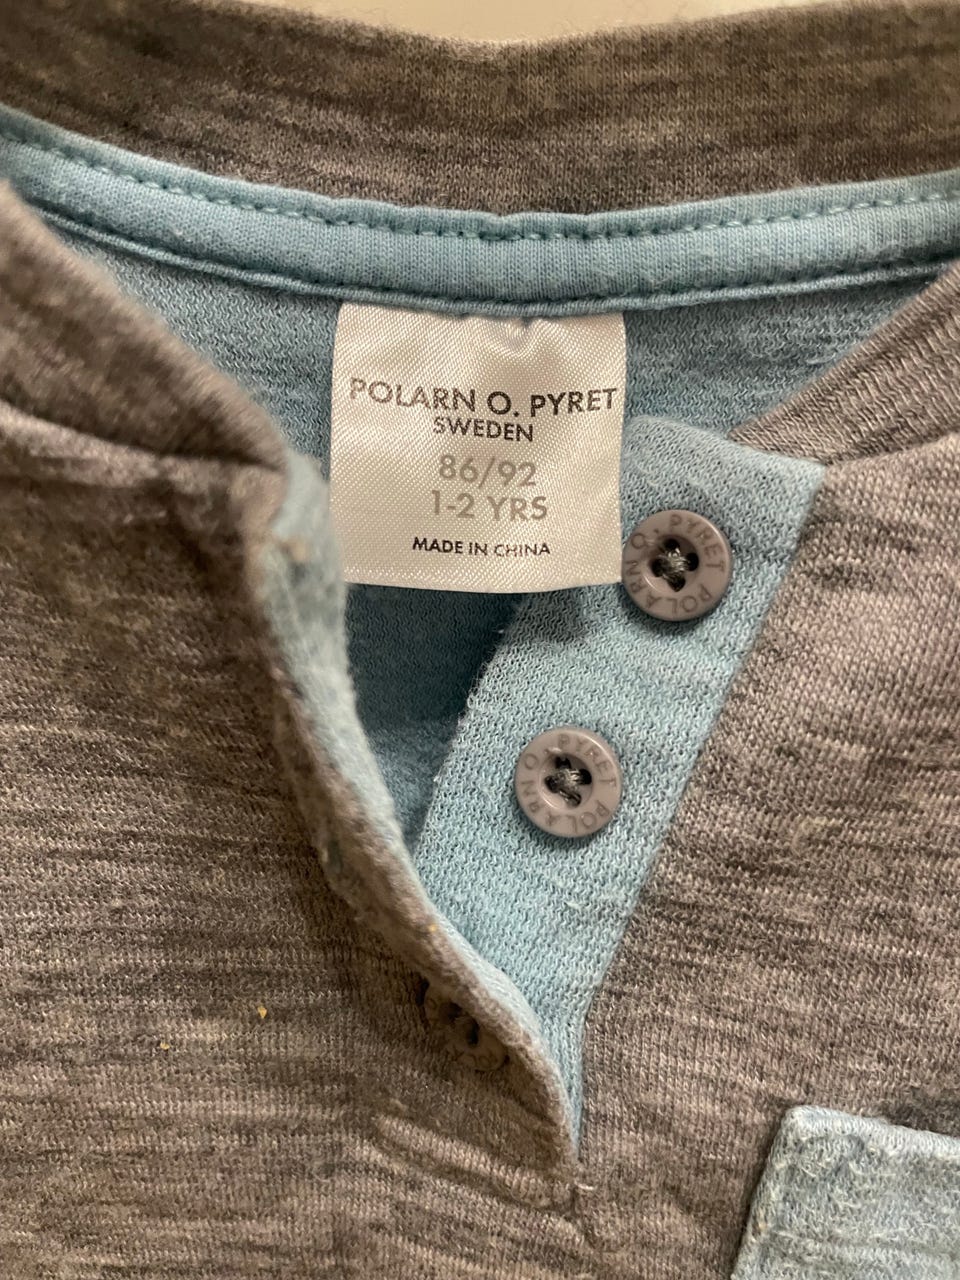 POLARN O. PYRET
SWEDEN
86/92
1-2 YRS
MADE IN CHINA
POLARN O. PYRET
POLARN O. PYRET